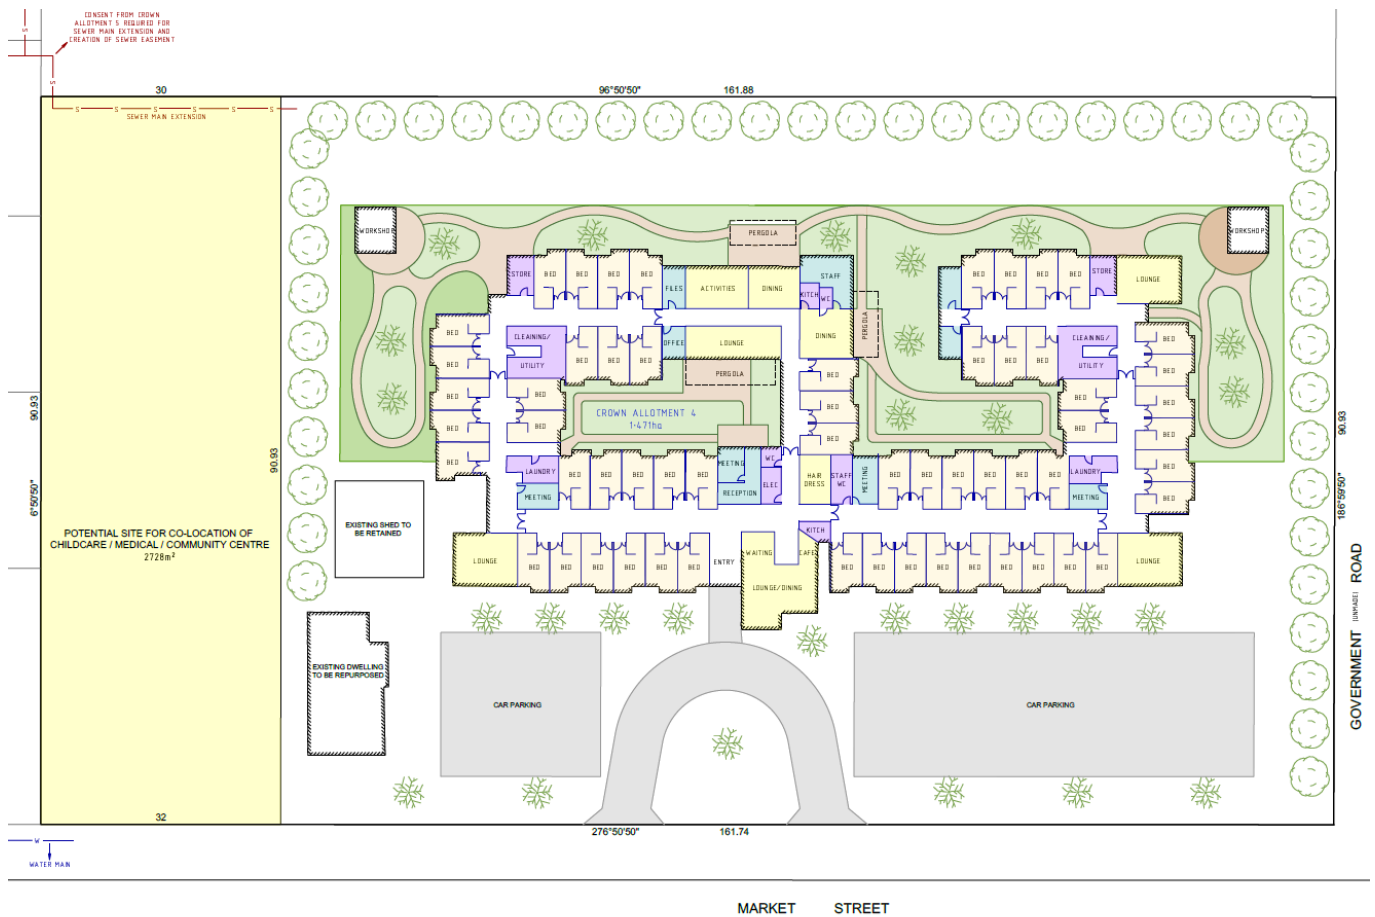 CONSENT FROM CROWN
ALLOTMENT 5 REQUIRED FOR
SEWER MAIN EXTENSION AND
CREATION OF SEWER EASEMENT
S
S
30
96°50'50"
161.88
S S S S S S
SEWER MAIN EXTENSION
WORKSHOP
PERGOLA
WORKSHOP
STORE
BED BED BED BED
FILES
ACTIVITIES
DINING
STAFF
KITCH
WC
BED BED BED BED
STORE
LOUNGE
BED
CLEANING/
UTILITY
BED BED BED
OFFICE
LOUNGE
DINING
PERGOLA
BED BED BED
CLEANING/
UTILITY
BED
BED
BED
PERGOLA
BED
BED
BED
BED
CROWN ALLOTMENT 4
1·471ha
BED
BED
BED
BED
BED
BED
BED
BED
BED
BED
BED
BED
90.93
6°50'50"
90.93
90.93
186°59'50"
LAUNDRY
MEETING
BED BED BED BED BED
MEETING
RECEPTION
WC
ELEC
HAIR
DRESS
STAFF
WC
MEETING
BED BED BED BED BED BED
LAUNDRY
MEETING
BED
EXISTING SHED TO
BE RETAINED
POTENTIAL SITE FOR CO-LOCATION OF
CHILDCARE / MEDICAL / COMMUNITY CENTRE
2728m²
KITCH
LOUNGE
BED BED BED BED BED BED
ENTRY
WAITING
CAFE
LOUNGE/DINING
BED BED BED BED BED BED BED BED BED
LOUNGE
EXISTING DWELLING
TO BE REPURPOSED
CAR PARKING
CAR PARKING
GOVERNMENT (UNMADE) ROAD
32
276°50'50"
161.74
W
WATER MAIN
MARKET STREET